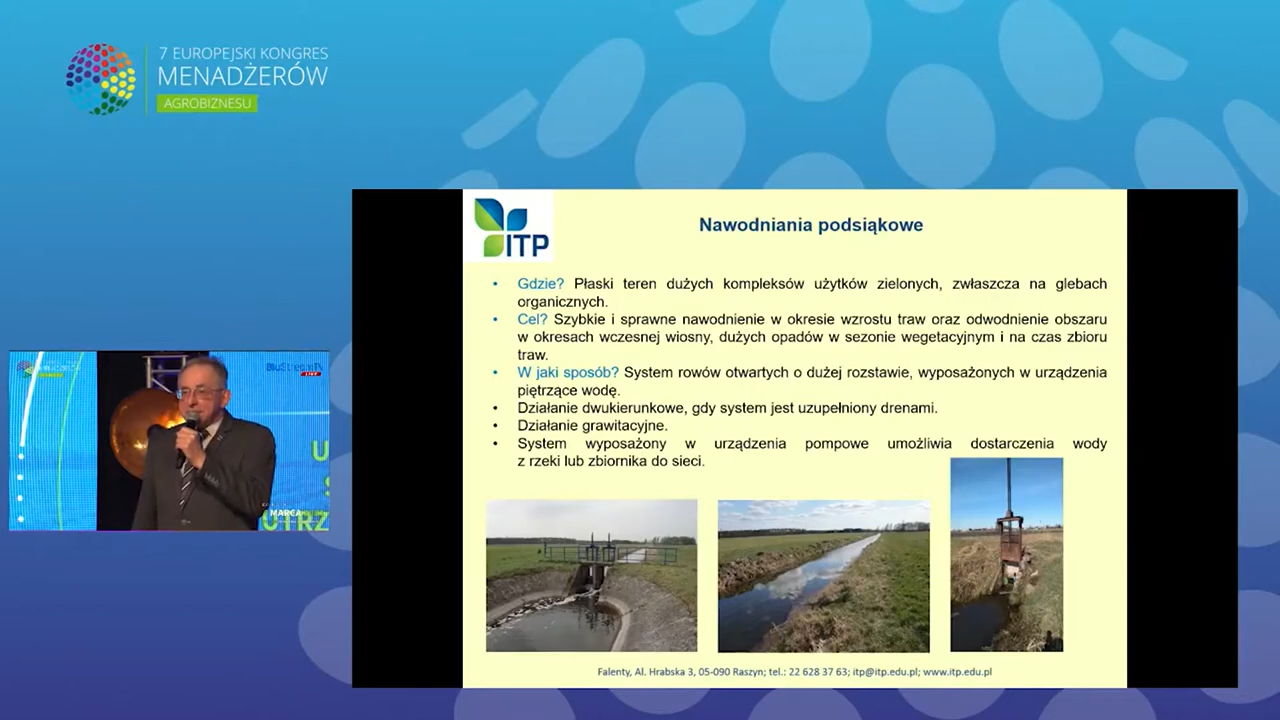 7 EUROPEJSKI KONGRES
MENADŻERÓW
AGROBIZNESU
ITP
Nawodniania podsiąkowe
• Gdzie? Płaski teren dużych kompleksów użytków zielonych, zwłaszcza na glebach
organicznych.
• Cel? Szybkie i sprawne nawodnienie w okresie wzrostu traw oraz odwodnienie obszaru
w okresach wczesnej wiosny, dużych opadów w sezonie wegetacyjnym i na czas zbioru
traw.
• W jaki sposób? System rowów otwartych o dużej rozstawie, wyposażonych w urządzenia
piętrzące wodę.
• Działanie dwukierunkowe, gdy system jest uzupełniony drenami.
• Działanie grawitacyjne.
• System wyposażony w urządzenia pompowe umożliwia dostarczenia wody
z rzeki lub zbiornika do sieci.
BluStreamTV
LIVE
U
S
MARCA
UTRZ
Falenty, Al. Hrabska 3, 05-090 Raszyn; tel.: 22 628 37 63; itp@itp.edu.pl; www.itp.edu.pl